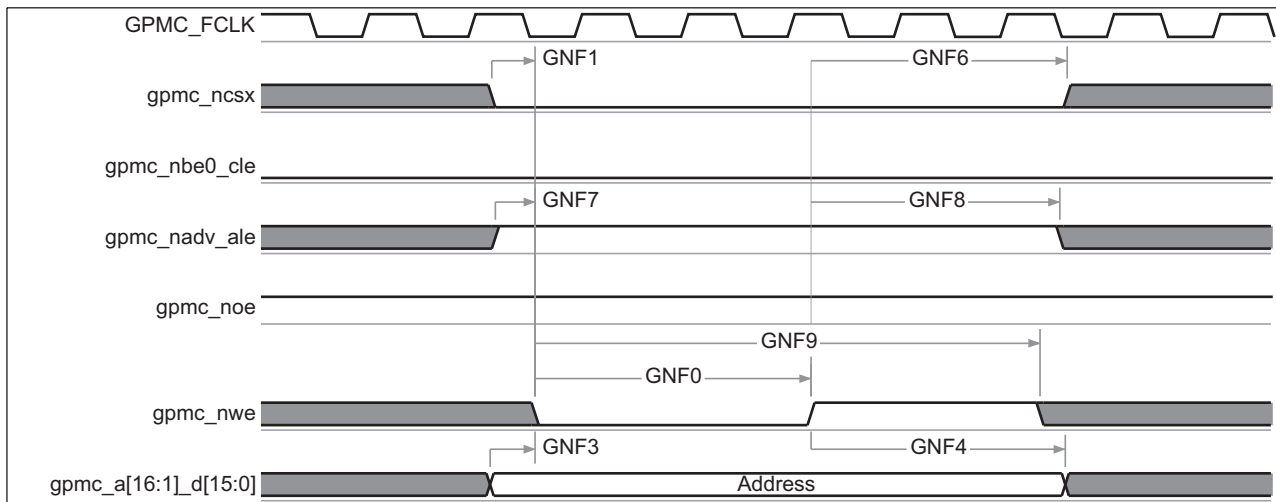 GPMC_FCLK
GNF1
GNF6
gpmc_ncsx
gpmc_nbe0_cle
GNF7
GNF8
gpmc_nadv_ale
gpmc_noe
GNF9
GNF0
gpmc_nwe
GNF3
GNF4
gpmc_a[16:1]_d[15:0]
Address